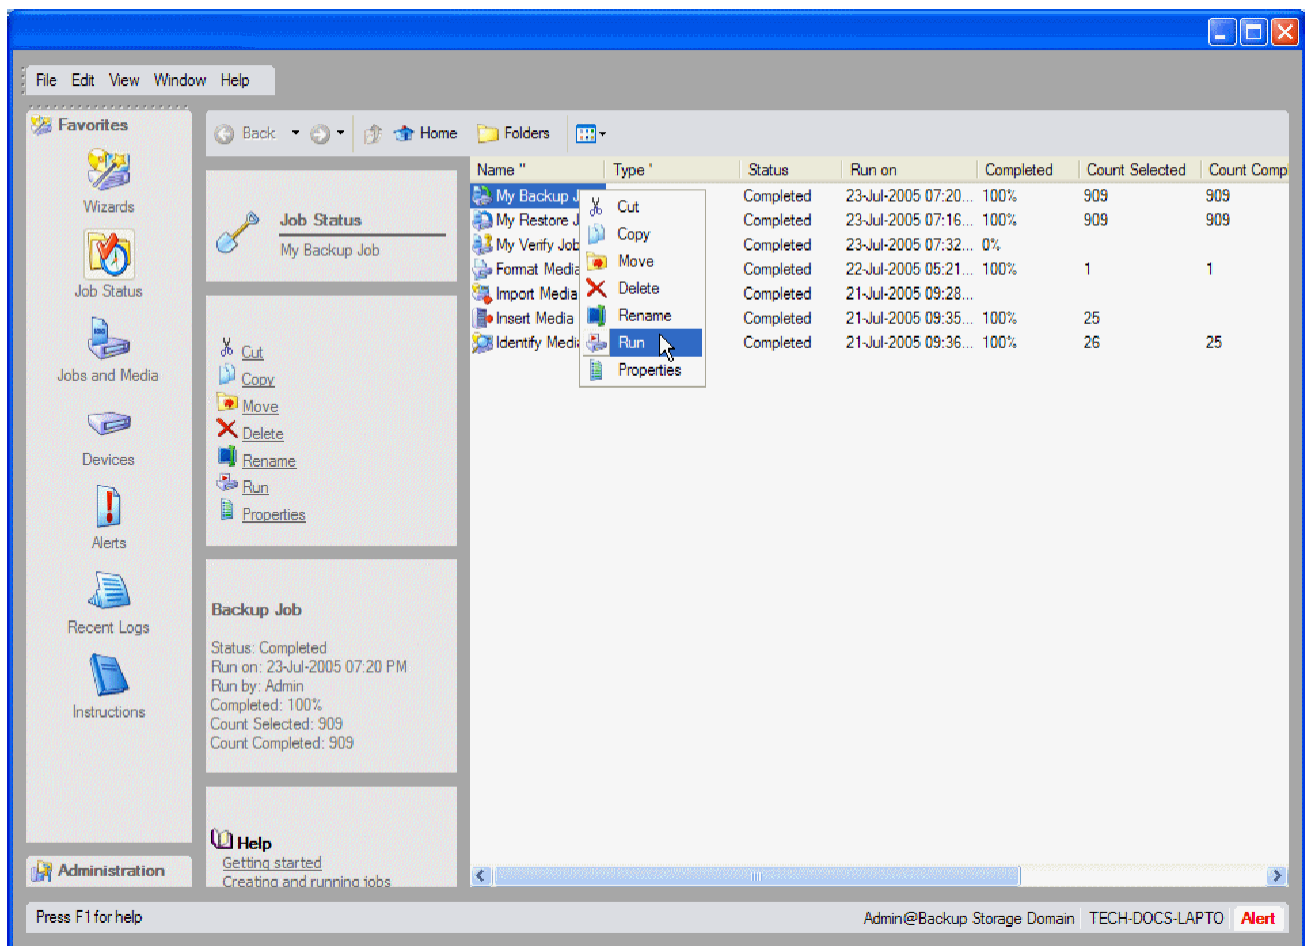 File Edit View Window Help
Favorites
Wizards
Job Status
Jobs and Media
Devices
Alerts
Recent Logs
Instructions
Administration
Back Home Folders
Job Status
My Backup Job
Cut
Copy
Move
Delete
Rename
Run
Properties
Backup Job
Status: Completed
Run on: 23-Jul-2005 07:20 PM
Run by: Admin
Completed: 100%
Count Selected: 909
Count Completed: 909
Help
Getting started
Creating and running jobs
Name Type Status Run on Completed Count Selected Count Compl
My Backup J Completed 23-Jul-2005 07:20... 100% 909 909
My Restore J Completed 23-Jul-2005 07:16... 100% 909 909
My Verify Job Completed 23-Jul-2005 07:32... 0%
Format Media Completed 22-Jul-2005 05:21... 100% 1 1
Import Media Completed 21-Jul-2005 09:28...
Insert Media Completed 21-Jul-2005 09:35... 100% 25
Identify Medi Completed 21-Jul-2005 09:36... 100% 26 25
Cut
Copy
Move
Delete
Rename
Run
Properties
Press F1 for help Admin@Backup Storage Domain TECH-DOCS-LAPTO Alert